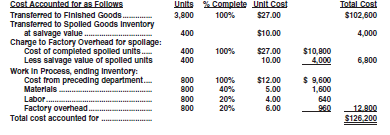 Cost Accounted for as Follows Units % Complete Unit Cost Total Cost
Transferred to Finished Goods............. 3,800 100% $27.00 $102,600
Transferred to Spoiled Goods Inventory
at salvage value ............................. 400 $10.00 4,000
Charge to Factory Overhead for spoilage:
Cost of completed spoiled units..... 400 100% $27.00 $10,800
Less salvage value of spoiled units 400 10.00 4,000 6,800
Work in Process, ending inventory:
Cost from preceding department.... 800 100% $12.00 $ 9,600
Materials ...................................... 800 40% 5.00 1,600
Labor............................................ 800 20% 4.00 640
Factory overhead........................... 800 20% 6.00 960 12,800
Total cost accounted for ......................... $126,200